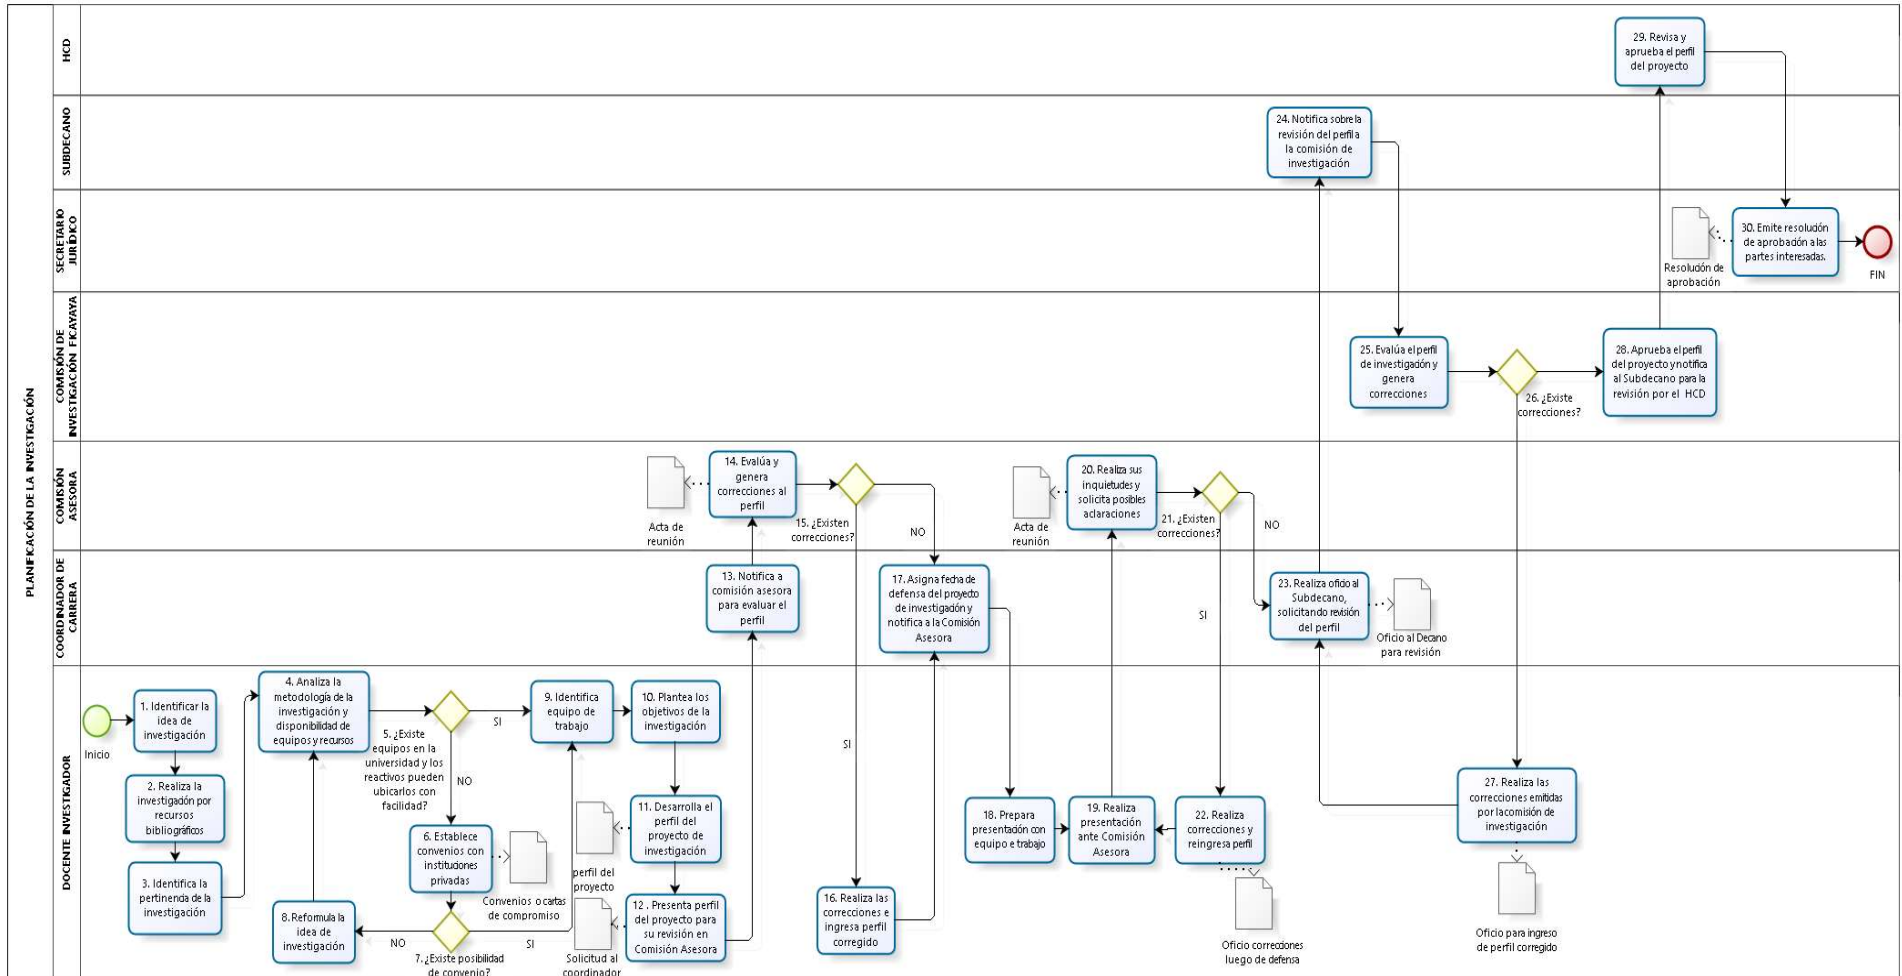 PLANIFICACIÓN DE LA INVESTIGACIÓN
HCD
29. Revisa y
aprueba el perfil
del proyecto
SUBDECANO
24. Notifica sobre la
revisión del perfil a
la comisión de
investigación
SECRETARIO
JURÍDICO
Resolución de
aprobación
30. Emite resolución
de aprobación a las
partes interesadas.
FIN
COMISIÓN DE
INVESTIGACIÓN FICAYAYA
25. Evalúa el perfil
de investigación y
genera
correcciones
26. ¿Existe
correcciones?
28. Aprueba el perfil
del proyecto y notifica
al Subdecano para la
revisión por el HCD
COMISIÓN
ASESORA
Acta de
reunión
14. Evalúa y
genera
correcciones al
perfil
15. ¿Existen
correcciones?
NO
Acta de
reunión
20. Realiza sus
inquietudes y
solicita posibles
aclaraciones
21. ¿Existen
correcciones?
NO
COORDINADOR DE
CARRERA
13. Notifica a
comisión asesora
para evaluar el
perfil
17. Asigna fecha de
defensa del proyecto
de investigación y
notifica a la Comisión
Asesora
SI
23. Realiza oficio al
Subdecano,
solicitando revisión
del perfil
Oficio al Decano
para revisión
DOCENTE INVESTIGADOR
Inicio
1. Identificar la
idea de
investigación
2. Realiza la
investigación por
recursos
bibliográficos
3. Identifica la
pertinenda de la
investigación
4. Analiza la
metodología de la
investigación y
disponibilidad de
equipos y recursos
5. ¿Existe
equipos en la
universidad y los
reactivos pueden
ubicarlos con
facilidad?
SI
NO
6. Establece
convenios con
instituciones
privadas
Convenios o cartas
de compromiso
7. ¿Existe posibilidad
de convenio?
NO
SI
8. Reformula la
idea de
investigación
9. Identifica
equipo de
trabajo
10. Plantea los
objetivos de la
investigación
11. Desarrolla el
perfil del
proyecto de
investigación
perfil del
proyecto
12 . Presenta perfil
del proyecto para
su revisión en
Comisión Asesora
Solicitud al
coordinador
SI
16. Realiza las
correcciones e
ingresa perfil
corregido
18. Prepara
presentación con
equipo e trabajo
19. Realiza
presentación
ante Comisión
Asesora
22. Realiza
correcciones y
reingresa perfil
Oficio correcciones
luego de defensa
27. Realiza las
correcciones emitidas
por lacomisión de
investigación
Oficio para ingreso
de perfil corregido